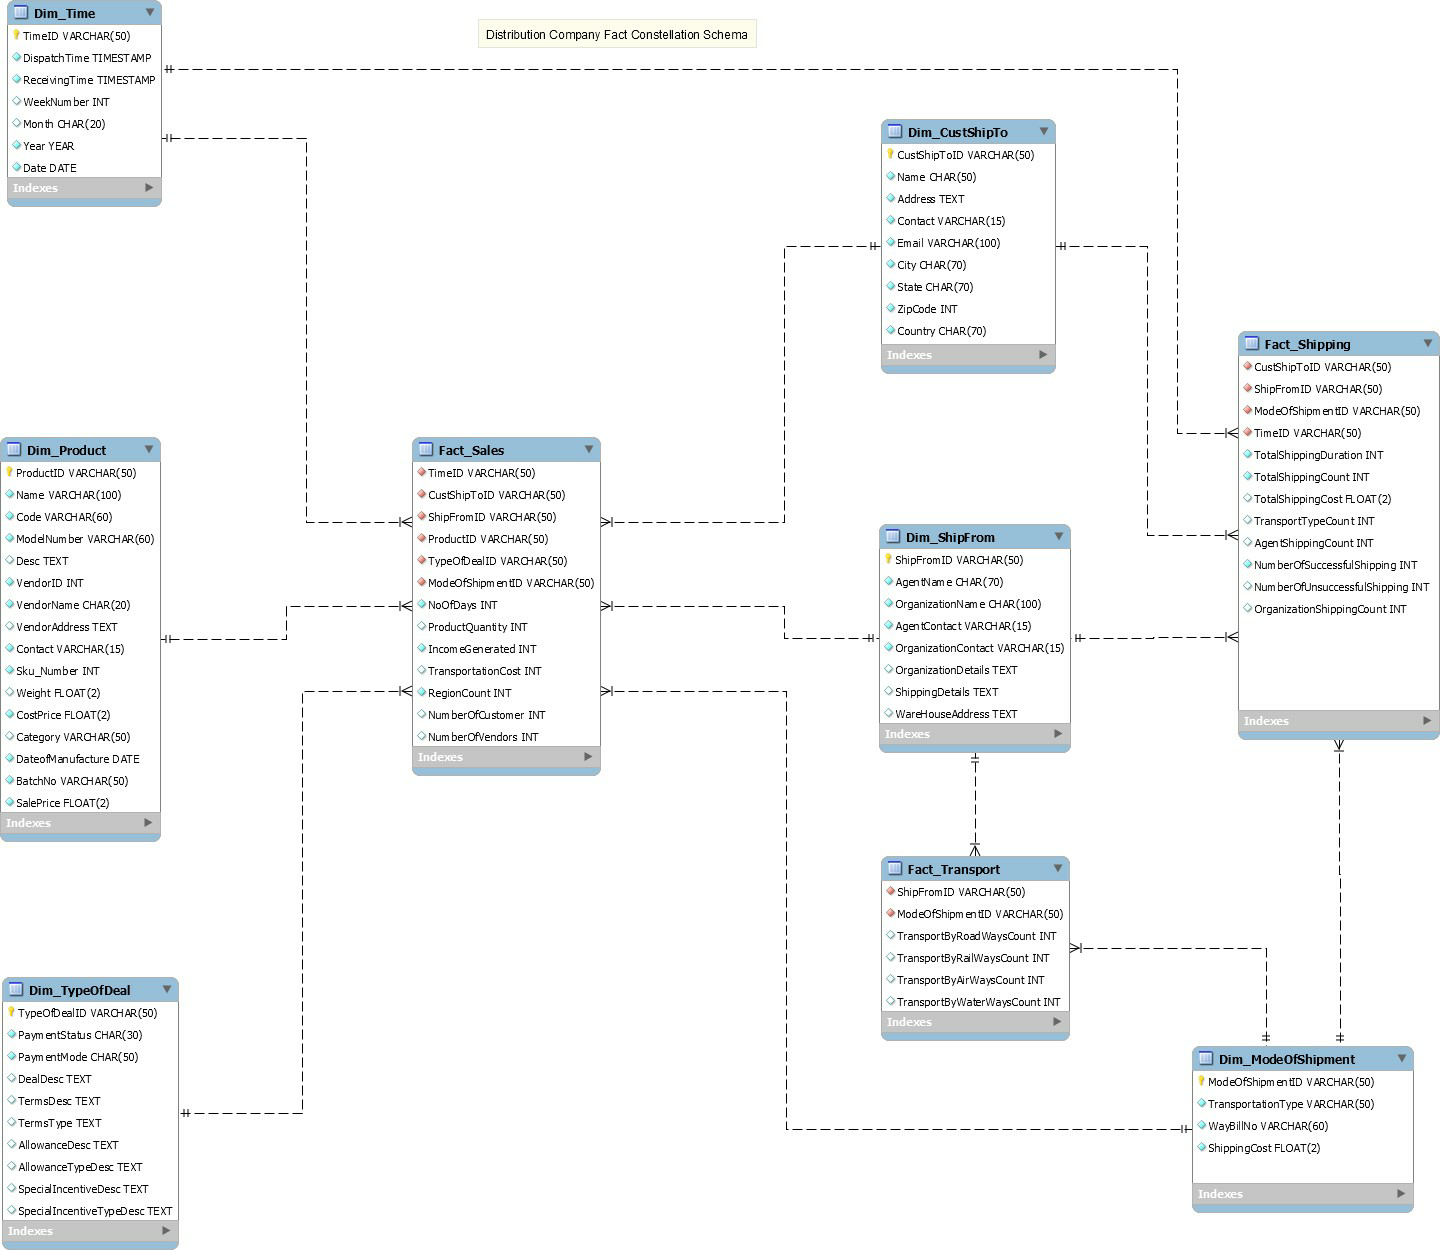 Dim_Time
TimeID VARCHAR(50)
DispatchTime TIMESTAMP
ReceivingTime TIMESTAMP
WeekNumber INT
Month CHAR(20)
Year YEAR
Date DATE
Indexes
Distribution Company Fact Constellation Schema
Dim_CustShipTo
CustShipToID VARCHAR(50)
Name CHAR(50)
Address TEXT
Contact VARCHAR(15)
Email VARCHAR(100)
City CHAR(70)
State CHAR(70)
ZipCode INT
Country CHAR(70)
Indexes
Fact_Shipping
CustShipToID VARCHAR(50)
ShipFromID VARCHAR(50)
ModeOfShipmentID VARCHAR(50)
TimeID VARCHAR(50)
TotalShippingDuration INT
TotalShippingCount INT
TotalShippingCost FLOAT(2)
TransportTypeCount INT
AgentShippingCount INT
NumberOfSuccessfulShipping INT
NumberOfUnsuccessfulShipping INT
OrganizationShippingCount INT
Indexes
Dim_Product
ProductID VARCHAR(50)
Name VARCHAR(100)
Code VARCHAR(60)
ModelNumber VARCHAR(60)
Desc TEXT
VendorID INT
VendorName CHAR(20)
VendorAddress TEXT
Contact VARCHAR(15)
Sku_Number INT
Weight FLOAT(2)
CostPrice FLOAT(2)
Category VARCHAR(50)
DateofManufacture DATE
BatchNo VARCHAR(50)
SalePrice FLOAT(2)
Indexes
Fact_Sales
TimeID VARCHAR(50)
CustShipToID VARCHAR(50)
ShipFromID VARCHAR(50)
ProductID VARCHAR(50)
TypeOfDealID VARCHAR(50)
ModeOfShipmentID VARCHAR(50)
NoOfDays INT
ProductQuantity INT
IncomeGenerated INT
TransportationCost INT
RegionCount INT
NumberOfCustomer INT
NumberOfVendors INT
Indexes
Dim_ShipFrom
ShipFromID VARCHAR(50)
AgentName CHAR(70)
OrganizationName CHAR(100)
AgentContact VARCHAR(15)
OrganizationContact VARCHAR(15)
OrganizationDetails TEXT
ShippingDetails TEXT
WareHouseAddress TEXT
Indexes
Fact_Transport
ShipFromID VARCHAR(50)
ModeOfShipmentID VARCHAR(50)
TransportByRoadWaysCount INT
TransportByRailWaysCount INT
TransportByAirWaysCount INT
TransportByWaterWaysCount INT
Indexes
Dim_TypeOfDeal
TypeOfDealID VARCHAR(50)
PaymentStatus CHAR(30)
PaymentMode CHAR(50)
DealDesc TEXT
TermsDesc TEXT
TermsType TEXT
AllowanceDesc TEXT
AllowanceTypeDesc TEXT
SpecialIncentiveDesc TEXT
SpecialIncentiveTypeDesc TEXT
Indexes
Dim_ModeOfShipment
ModeOfShipmentID VARCHAR(50)
TransportationType VARCHAR(50)
WayBillNo VARCHAR(60)
ShippingCost FLOAT(2)
Indexes